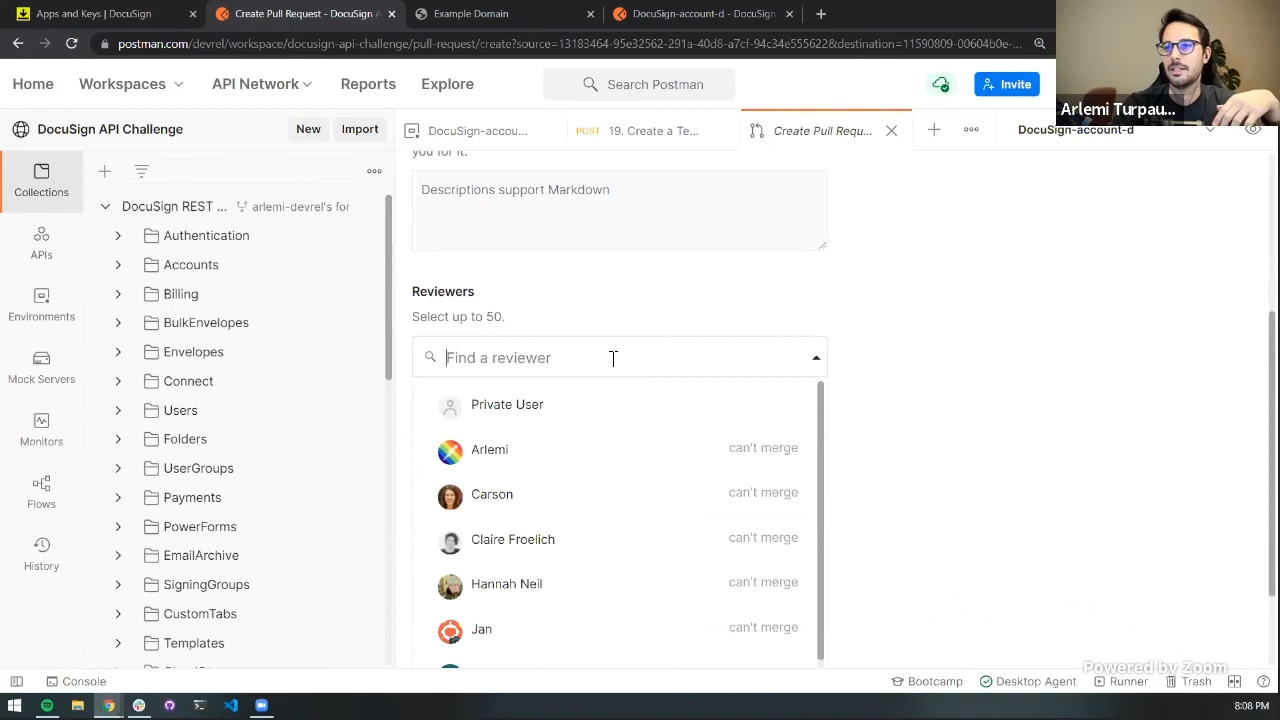 Apps and Keys | DocuSign
Create Pull Request - DocuSign A
Example Domain
DocuSign-account-d - DocuSign
postman.com/devrel/workspace/docusign-api-challenge/pull-request/create?source=13183464-95e32562-291a-40d8-a7cf-94c34e5556228&destination=11590809-00604b0e-...
Home
Workspaces
API Network
Reports
Explore
Search Postman
Invite
Arlemi Turpau...
DocuSign API Challenge
New
Import
DocuSign-accou...
POST 19. Create a Te...
Create Pull Requ...
DocuSign-account-d
you for it.
Descriptions support Markdown
Collections
APIs
Environments
Mock Servers
Monitors
Flows
History
DocuSign REST ...
arlemi-devrel's for
Authentication
Accounts
Billing
BulkEnvelopes
Envelopes
Connect
Users
Folders
UserGroups
Payments
PowerForms
EmailArchive
SigningGroups
CustomTabs
Templates
Reviewers
Select up to 50.
Find a reviewer
Private User
Arlemi can't merge
Carson can't merge
Claire Froelich can't merge
Hannah Neil can't merge
Jan can't merge
Powered by Zoom
Console
Bootcamp
Desktop Agent
Runner
Trash
8:08 PM